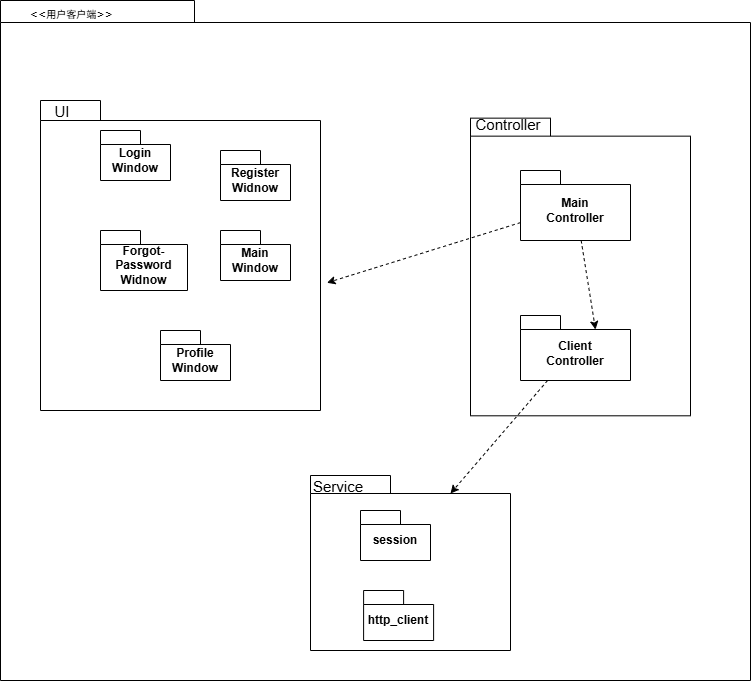 <<用户客户端>>
UI
Login
Window
Register
Widnow
Forgot-
Password
Widnow
Main
Window
Profile
Window
Controller
Main
Controller
Client
Controller
Service
session
http_client